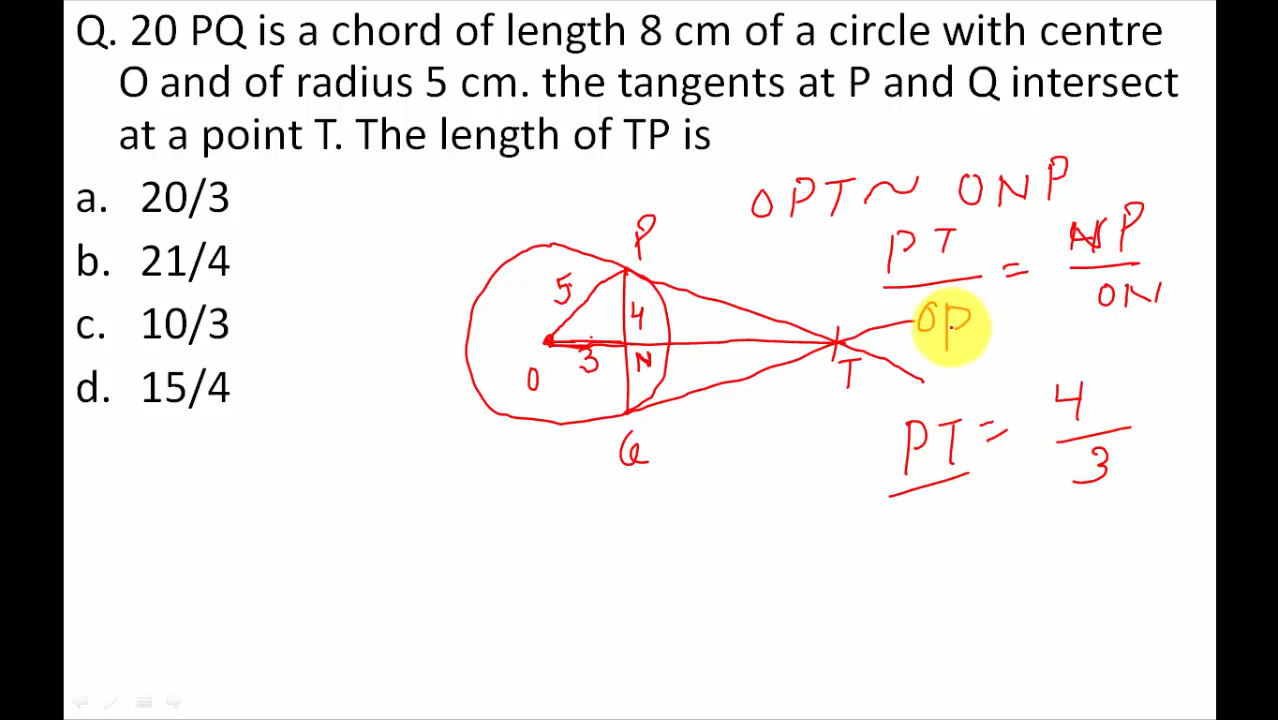 Q. 20 PQ is a chord of length 8 cm of a circle with centre
O and of radius 5 cm. the tangents at P and Q intersect
at a point T. The length of TP is
a. 20/3
b. 21/4
c. 10/3
d. 15/4
OPT ~ ONP
PT = NP
OP ON
P
5
4
3 N
O T
Q
PT = 4
3